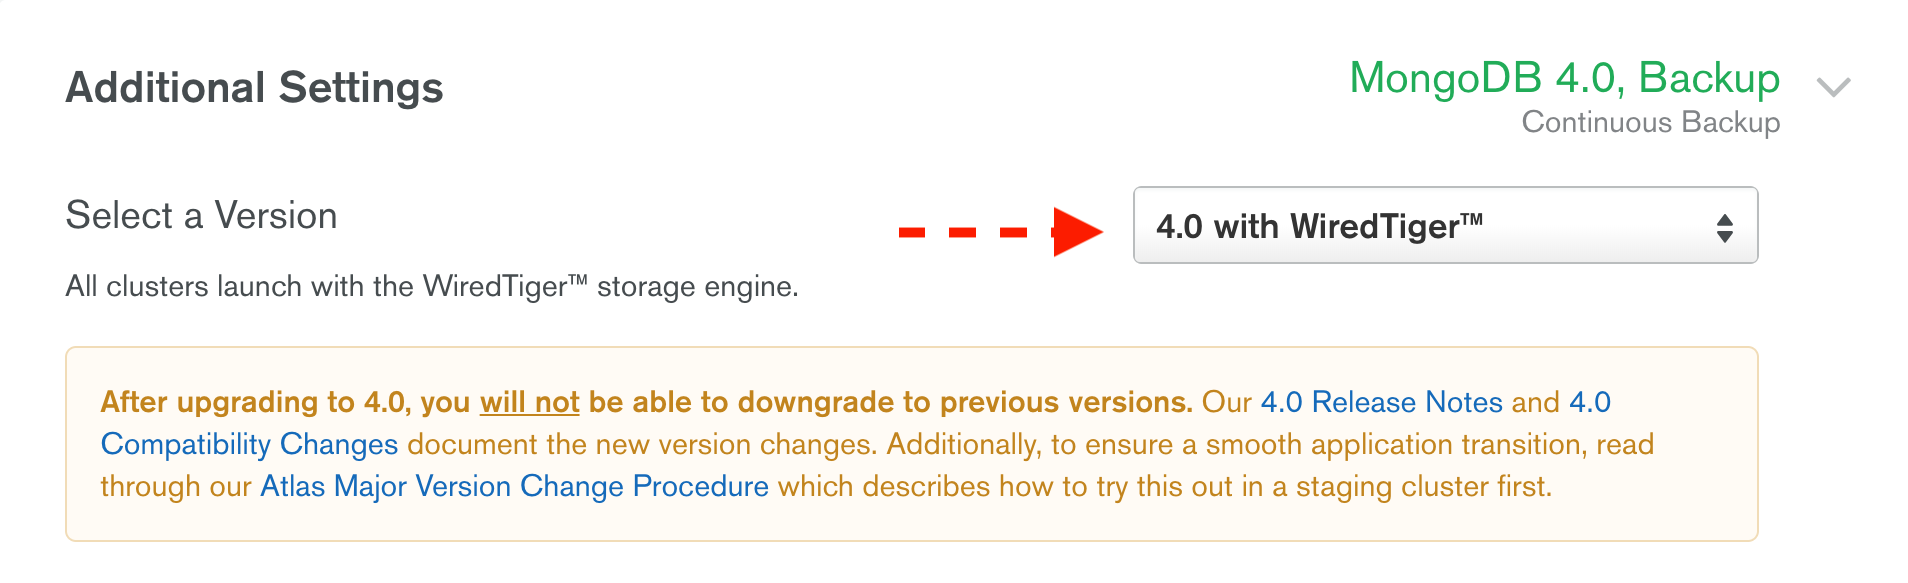 Additional Settings
MongoDB 4.0, Backup
Continuous Backup
Select a Version
4.0 with WiredTiger™
All clusters launch with the WiredTiger™ storage engine.
After upgrading to 4.0, you will not be able to downgrade to previous versions. Our 4.0 Release Notes and 4.0
Compatibility Changes document the new version changes. Additionally, to ensure a smooth application transition, read
through our Atlas Major Version Change Procedure which describes how to try this out in a staging cluster first.